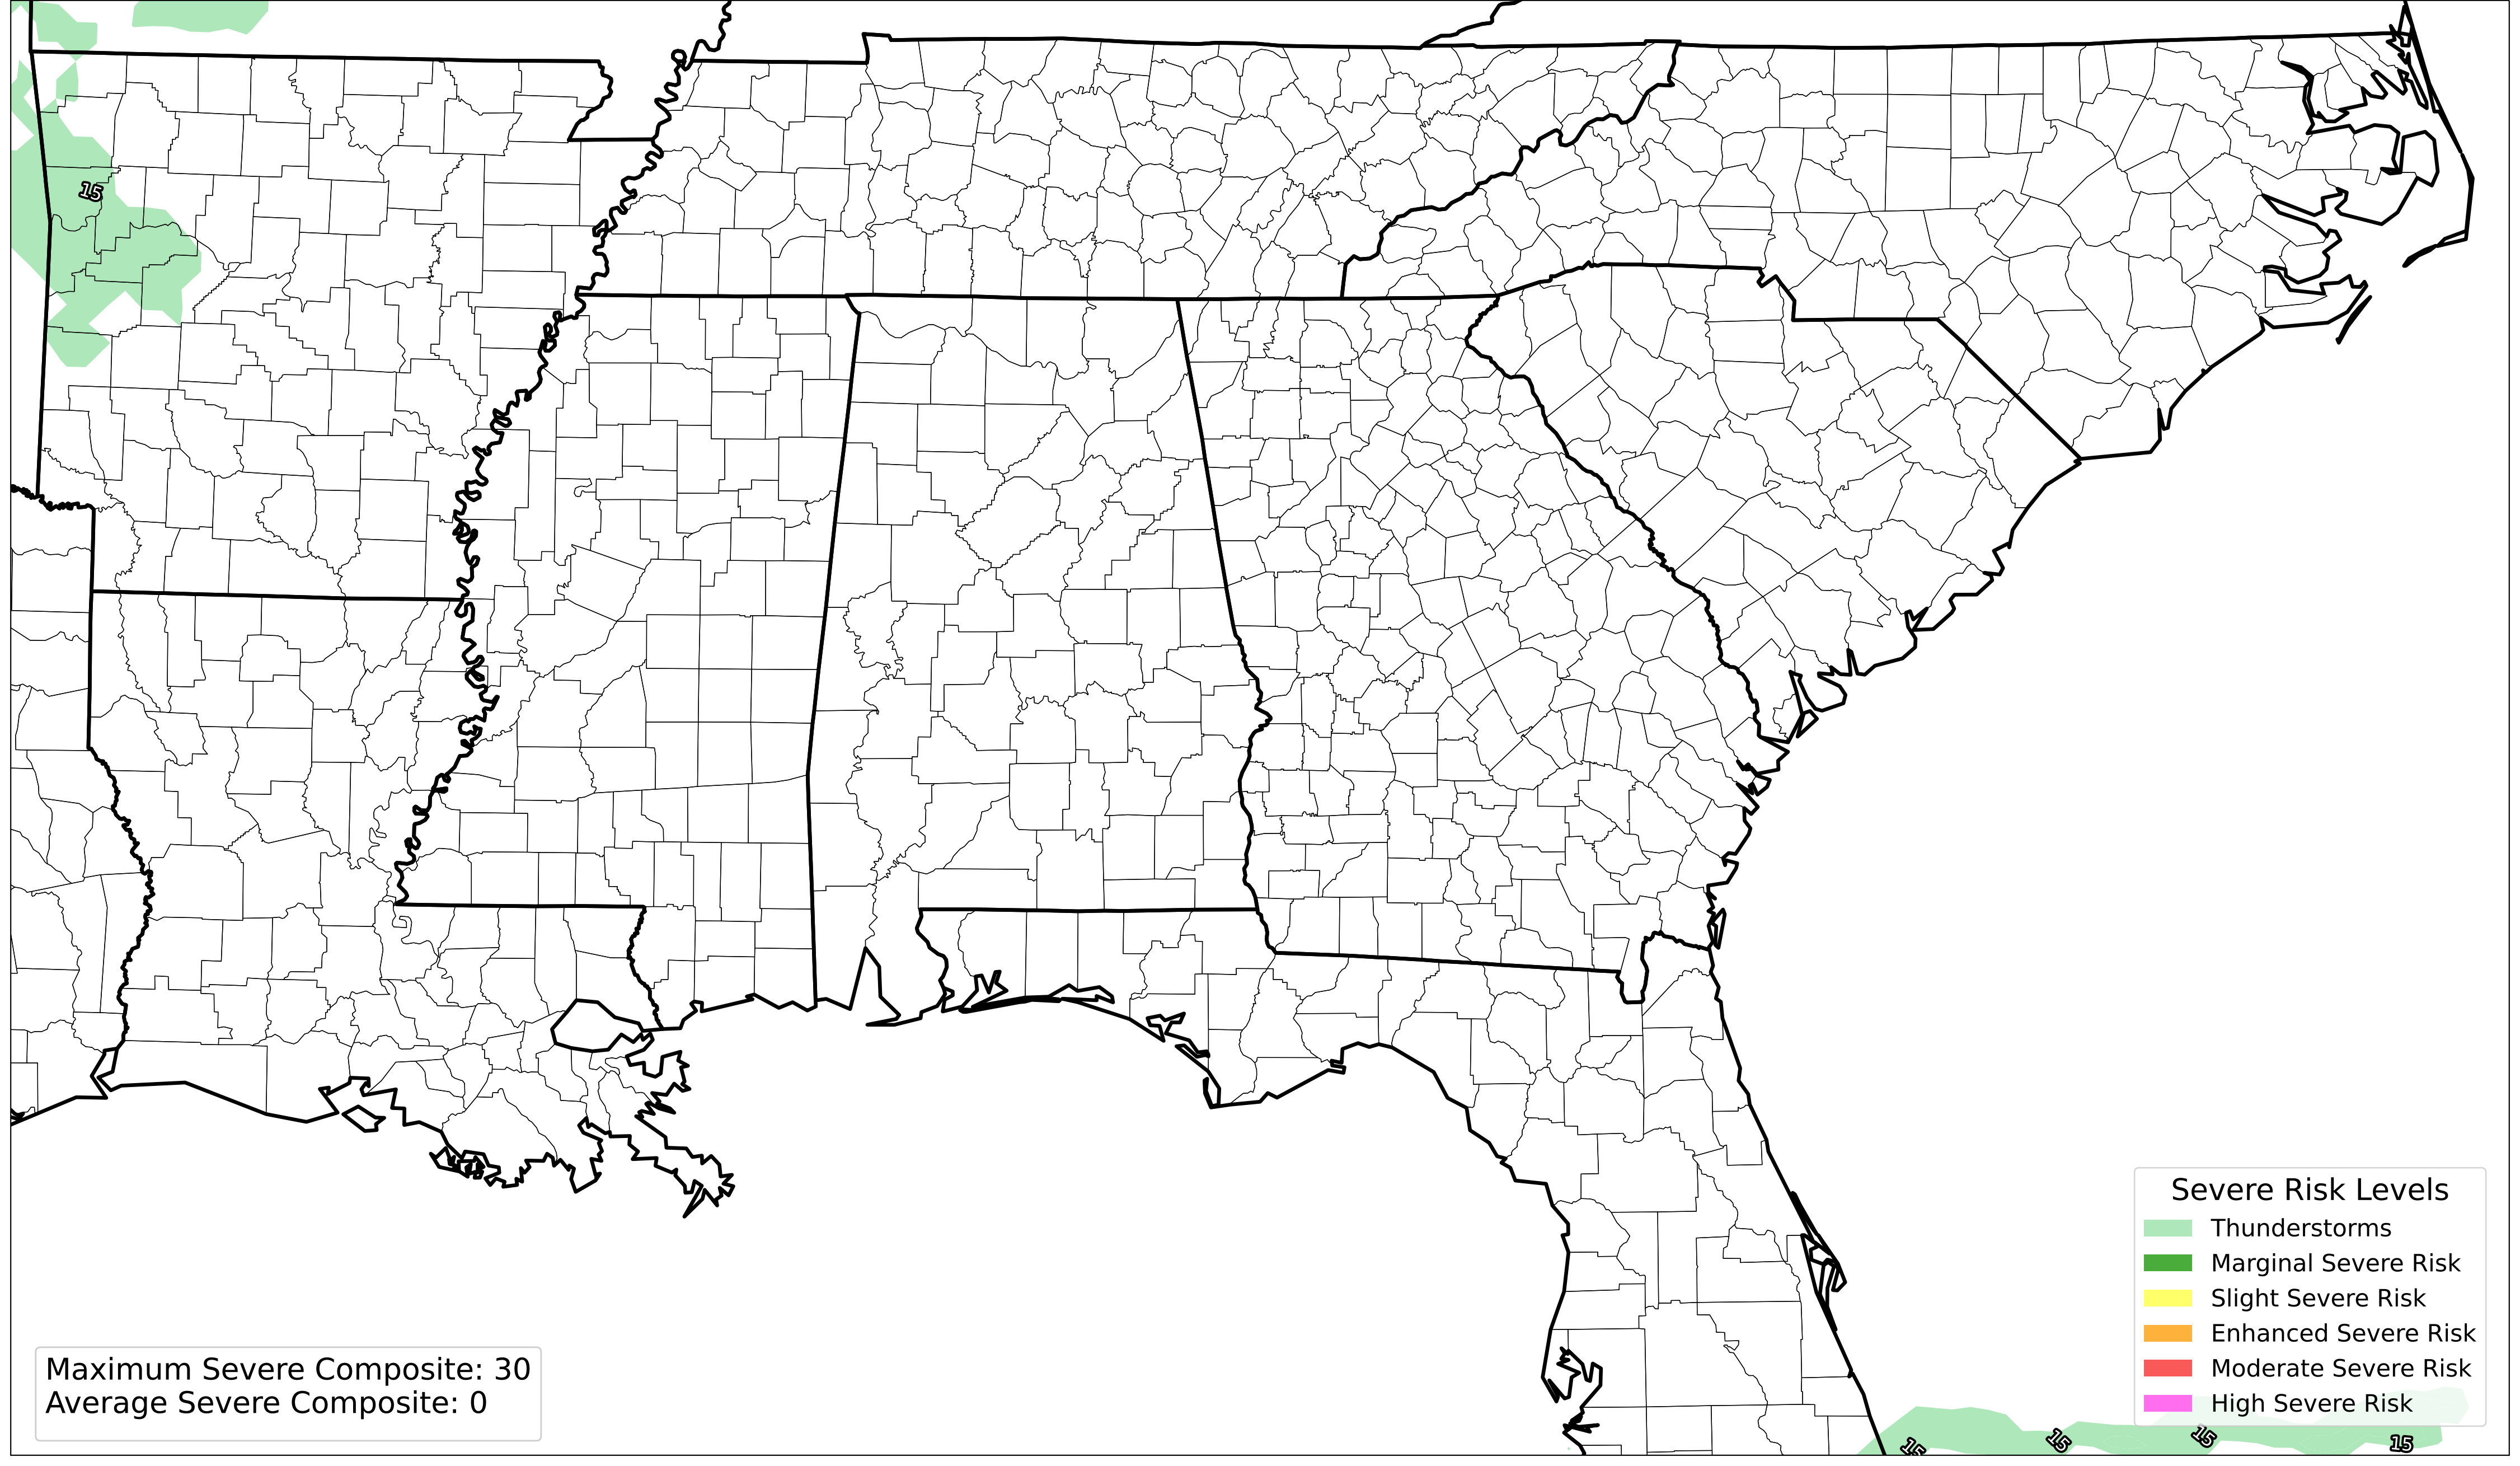 15
Severe Risk Levels
Thunderstorms
Marginal Severe Risk
Slight Severe Risk
Enhanced Severe Risk
Moderate Severe Risk
High Severe Risk
Maximum Severe Composite: 30
Average Severe Composite: 0
15 15 15 15